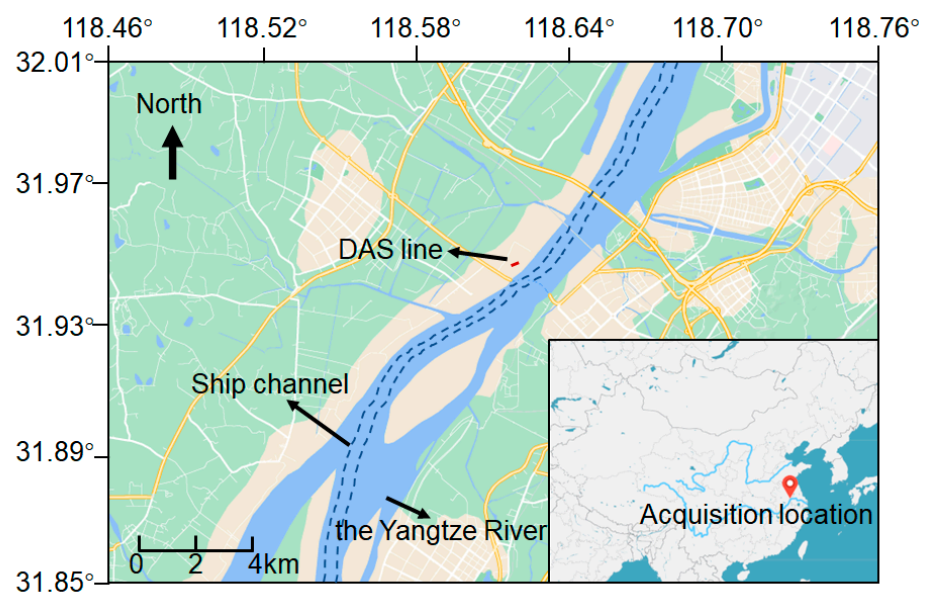 118.46° 118.52° 118.58° 118.64° 118.70° 118.76°
32.01°
North
31.97°
DAS line
31.93°
Ship channel
31.89°
Acquisition location
the Yangtze River
0 2 4km
31.85°